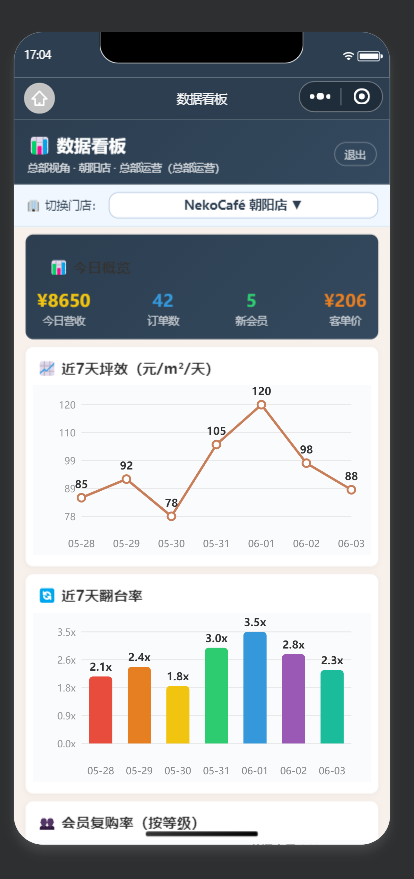 17:04
数据看板
数据看板
总部视角 · 朝阳店 · 总部运营（总部运营）
退出
切换门店：
NekoCafé 朝阳店 ▼
今日概览
¥8650 42 5 ¥206
今日营收 订单数 新会员 客单价
近7天坪效（元/m²/天）
120
110
99
89
78
85 92 78 105 120 98 88
05-28 05-29 05-30 05-31 06-01 06-02 06-03
近7天翻台率
3.5x
2.6x
1.8x
0.9x
0.0x
2.1x 2.4x 1.8x 3.0x 3.5x 2.8x 2.3x
05-28 05-29 05-30 05-31 06-01 06-02 06-03
会员复购率（按等级）